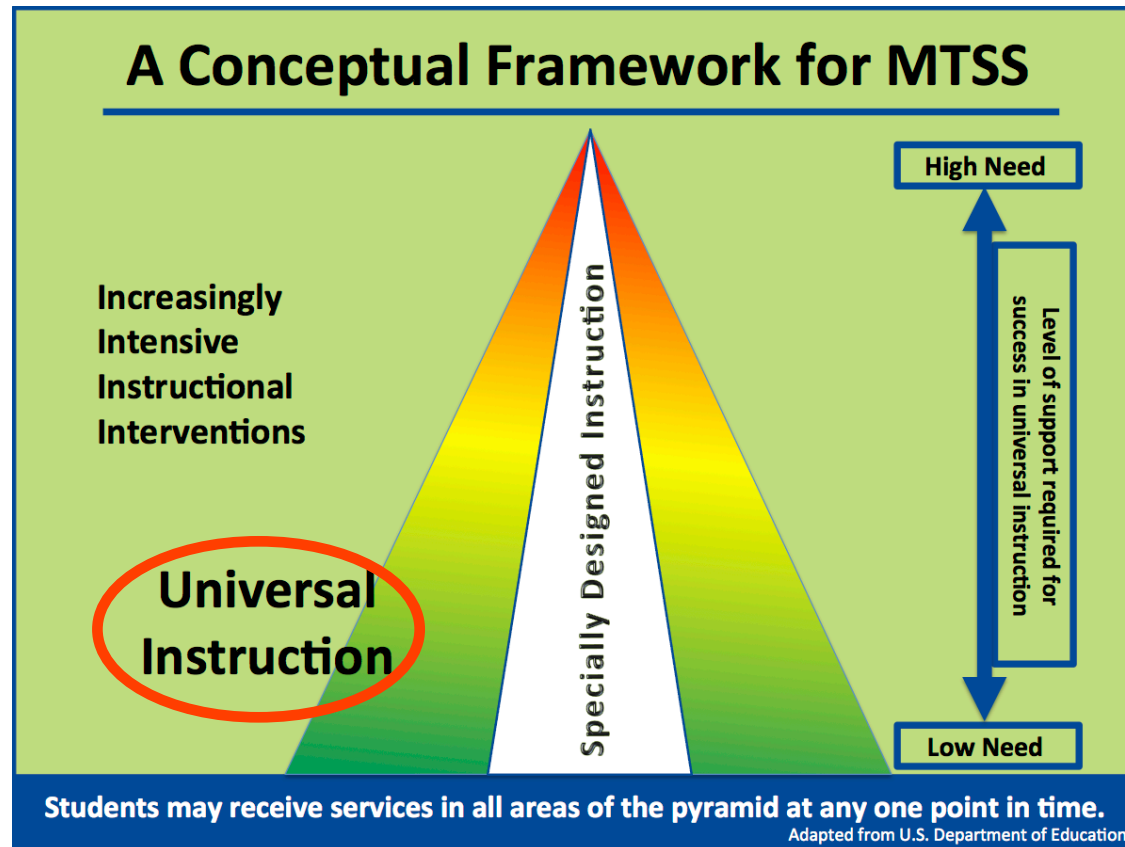 A Conceptual Framework for MTSS
High Need
Increasingly
Intensive
Instructional
Interventions
Specially Designed Instruction
Level of support required for
success in universal instruction
Universal
Instruction
Low Need
Students may receive services in all areas of the pyramid at any one point in time.
Adapted from U.S. Department of Education